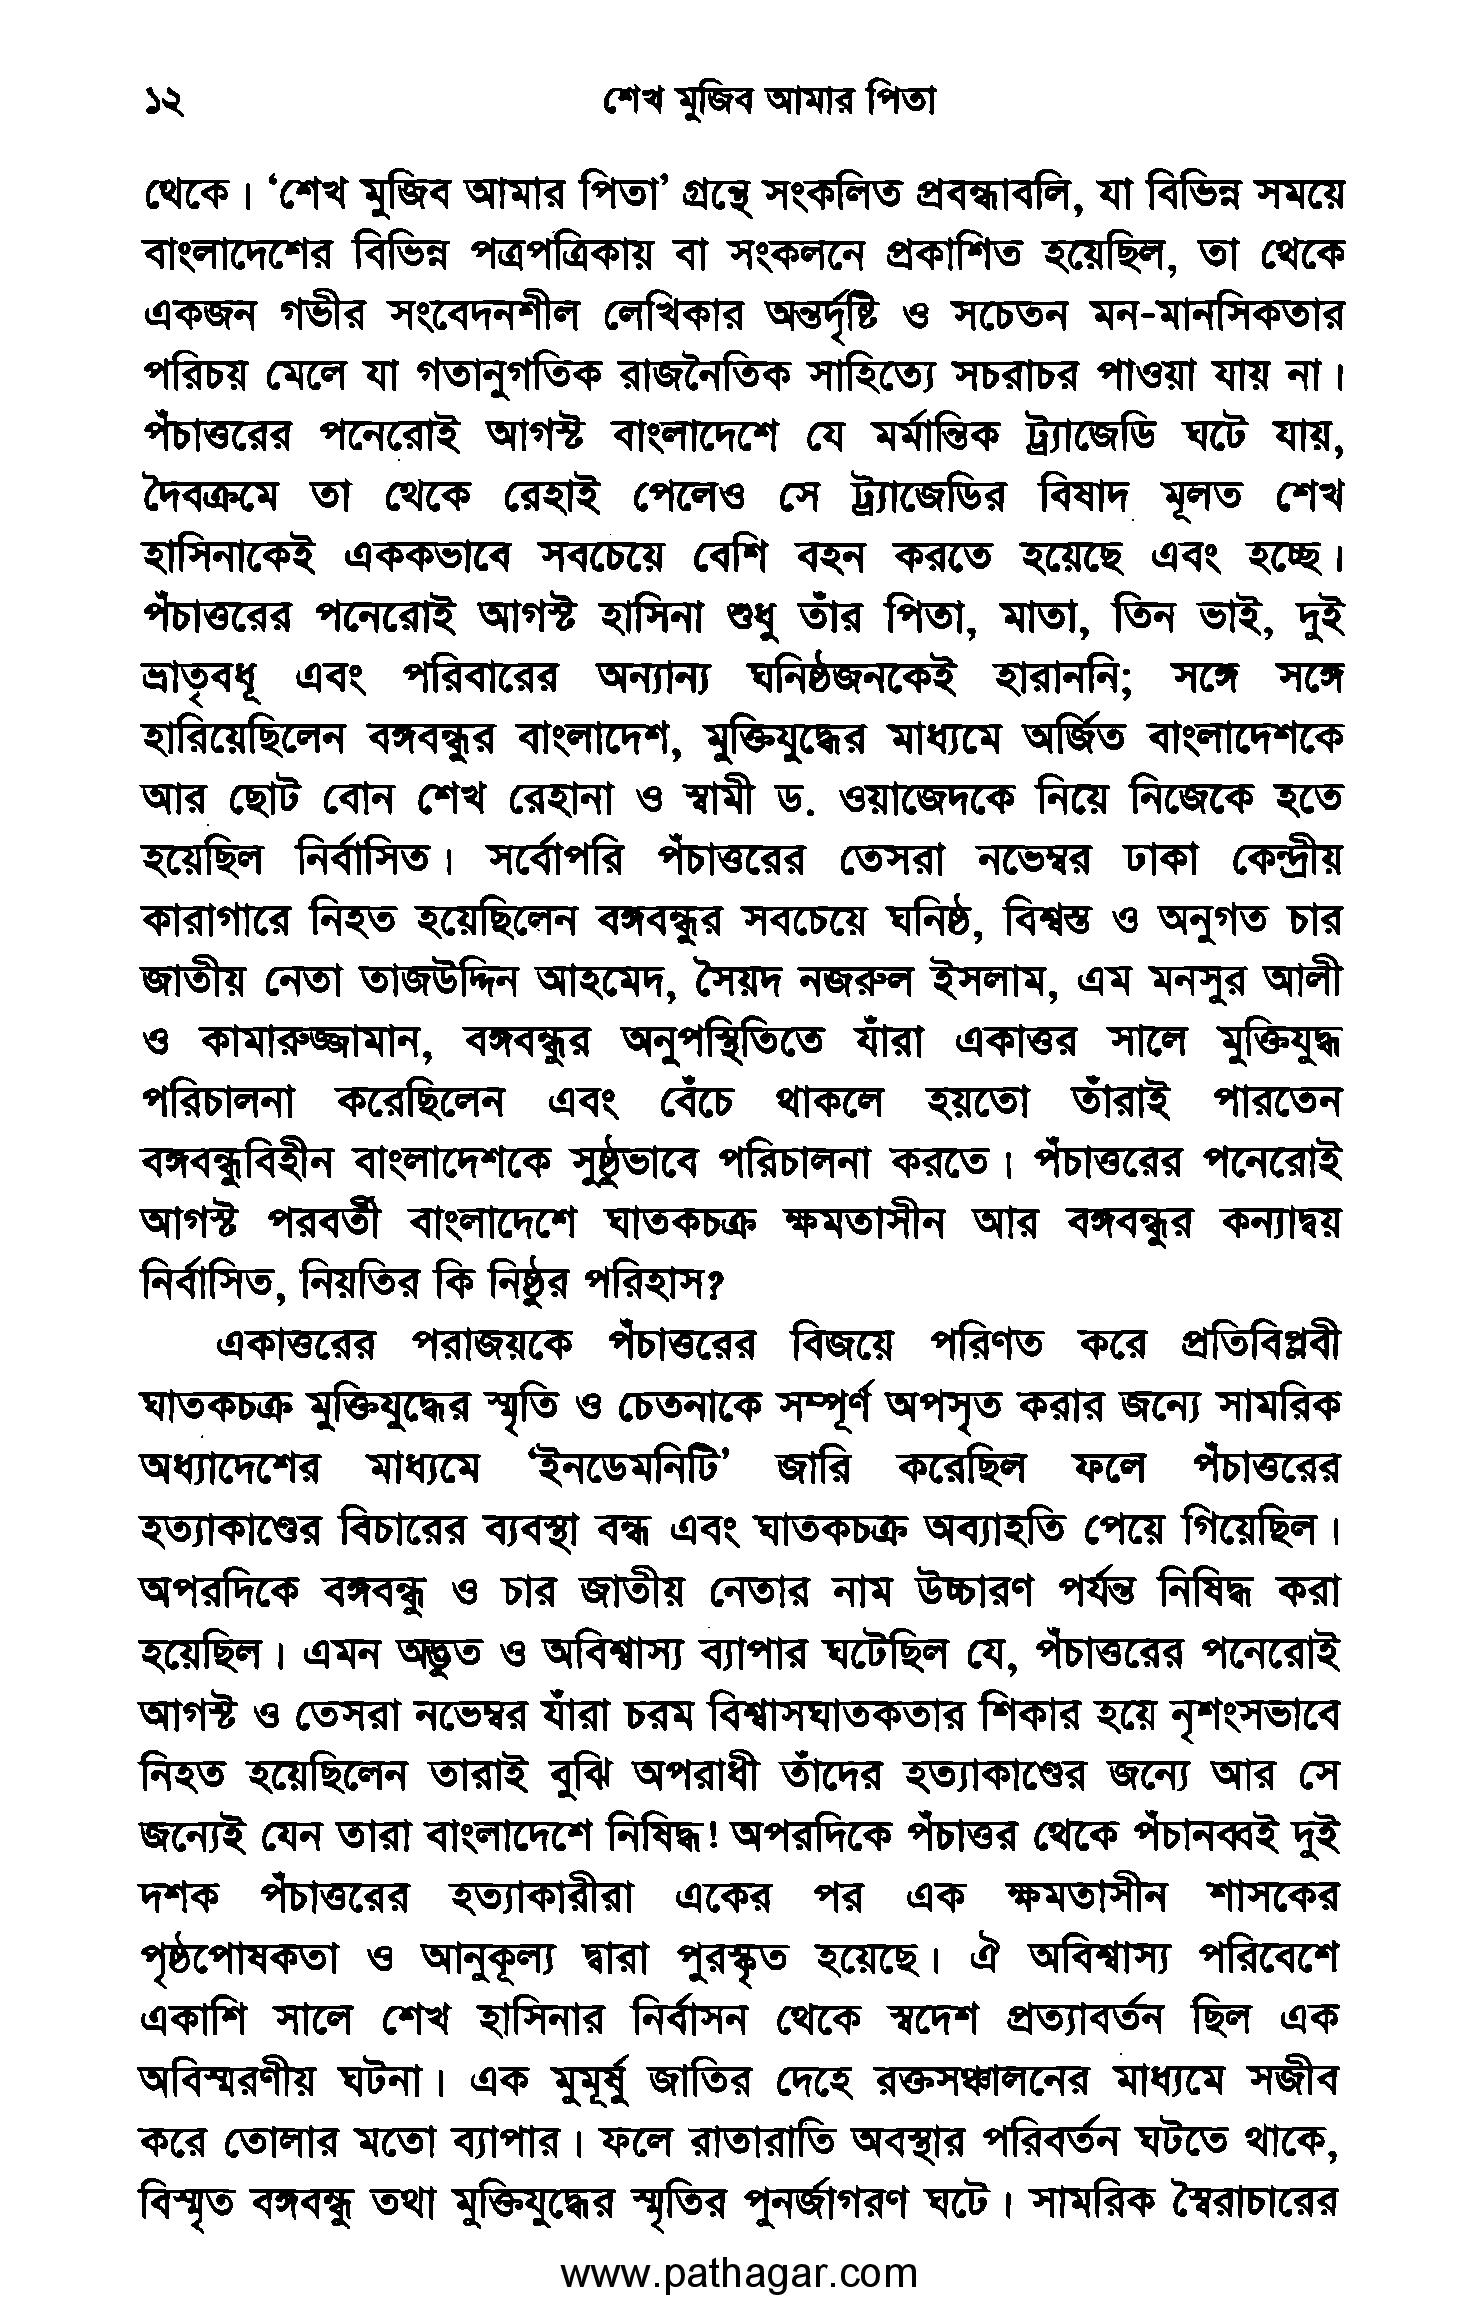 ১২
শেখ মুজিব আমার পিতা
থেকে। ‘শেখ মুজিব আমার পিতা’ গ্রন্থে সংকলিত প্রবন্ধাবলি, যা বিভিন্ন সময়ে
বাংলাদেশের বিভিন্ন পত্রপত্রিকায় বা সংকলনে প্রকাশিত হয়েছিল, তা থেকে
একজন গভীর সংবেদনশীল লেখিকার অন্তর্দৃষ্টি ও সচেতন মন-মানসিকতার
পরিচয় মেলে যা গতানুগতিক রাজনৈতিক সাহিত্যে সচরাচর পাওয়া যায় না।
পঁচাত্তরের পনেরোই আগস্ট বাংলাদেশে যে মর্মান্তিক ট্র্যাজেডি ঘটে যায়,
দৈবক্রমে তা থেকে রেহাই পেলেও সে ট্র্যাজেডির বিষাদ মূলত শেখ
হাসিনাকেই এককভাবে সবচেয়ে বেশি বহন করতে হয়েছে এবং হচ্ছে।
পঁচাত্তরের পনেরোই আগস্ট হাসিনা শুধু তাঁর পিতা, মাতা, তিন ভাই, দুই
ভ্রাতৃবধূ এবং পরিবারের অন্যান্য ঘনিষ্ঠজনকেই হারাননি; সঙ্গে সঙ্গে
হারিয়েছিলেন বঙ্গবন্ধুর বাংলাদেশ, মুক্তিযুদ্ধের মাধ্যমে অর্জিত বাংলাদেশকে
আর ছোট বোন শেখ রেহানা ও স্বামী ড. ওয়াজেদকে নিয়ে নিজেকে হতে
হয়েছিল নির্বাসিত। সর্বোপরি পঁচাত্তরের তেসরা নভেম্বর ঢাকা কেন্দ্রীয়
কারাগারে নিহত হয়েছিলেন বঙ্গবন্ধুর সবচেয়ে ঘনিষ্ঠ, বিশ্বস্ত ও অনুগত চার
জাতীয় নেতা তাজউদ্দিন আহমেদ, সৈয়দ নজরুল ইসলাম, এম মনসুর আলী
ও কামারুজ্জামান, বঙ্গবন্ধুর অনুপস্থিতিতে যাঁরা একাত্তর সালে মুক্তিযুদ্ধ
পরিচালনা করেছিলেন এবং বেঁচে থাকলে হয়তো তাঁরাই পারতেন
বঙ্গবন্ধুবিহীন বাংলাদেশকে সুষ্ঠুভাবে পরিচালনা করতে। পঁচাত্তরের পনেরোই
আগস্ট পরবর্তী বাংলাদেশে ঘাতকচক্র ক্ষমতাসীন আর বঙ্গবন্ধুর কন্যাদ্বয়
নির্বাসিত, নিয়তির কি নিষ্ঠুর পরিহাস?
একাত্তরের পরাজয়কে পঁচাত্তরের বিজয়ে পরিণত করে প্রতিবিপ্লবী
ঘাতকচক্র মুক্তিযুদ্ধের স্মৃতি ও চেতনাকে সম্পূর্ণ অপসৃত করার জন্যে সামরিক
অধ্যাদেশের মাধ্যমে ‘ইনডেমনিটি’ জারি করেছিল ফলে পঁচাত্তরের
হত্যাকাণ্ডের বিচারের ব্যবস্থা বন্ধ এবং ঘাতকচক্র অব্যাহতি পেয়ে গিয়েছিল।
অপরদিকে বঙ্গবন্ধু ও চার জাতীয় নেতার নাম উচ্চারণ পর্যন্ত নিষিদ্ধ করা
হয়েছিল। এমন অদ্ভুত ও অবিশ্বাস্য ব্যাপার ঘটেছিল যে, পঁচাত্তরের পনেরোই
আগস্ট ও তেসরা নভেম্বর যাঁরা চরম বিশ্বাসঘাতকতার শিকার হয়ে নৃশংসভাবে
নিহত হয়েছিলেন তারাই বুঝি অপরাধী তাঁদের হত্যাকাণ্ডের জন্যে আর সে
জন্যেই যেন তারা বাংলাদেশে নিষিদ্ধ! অপরদিকে পঁচাত্তর থেকে পঁচানব্বই দুই
দশক পঁচাত্তরের হত্যাকারীরা একের পর এক ক্ষমতাসীন শাসকের
পৃষ্ঠপোষকতা ও আনুকূল্য দ্বারা পুরস্কৃত হয়েছে। ঐ অবিশ্বাস্য পরিবেশে
একাশি সালে শেখ হাসিনার নির্বাসন থেকে স্বদেশ প্রত্যাবর্তন ছিল এক
অবিস্মরণীয় ঘটনা। এক মুমূর্ষু জাতির দেহে রক্তসঞ্চালনের মাধ্যমে সজীব
করে তোলার মতো ব্যাপার। ফলে রাতারাতি অবস্থার পরিবর্তন ঘটতে থাকে,
বিস্মৃত বঙ্গবন্ধু তথা মুক্তিযুদ্ধের স্মৃতির পুনর্জাগরণ ঘটে। সামরিক স্বৈরাচারের
www.pathagar.com